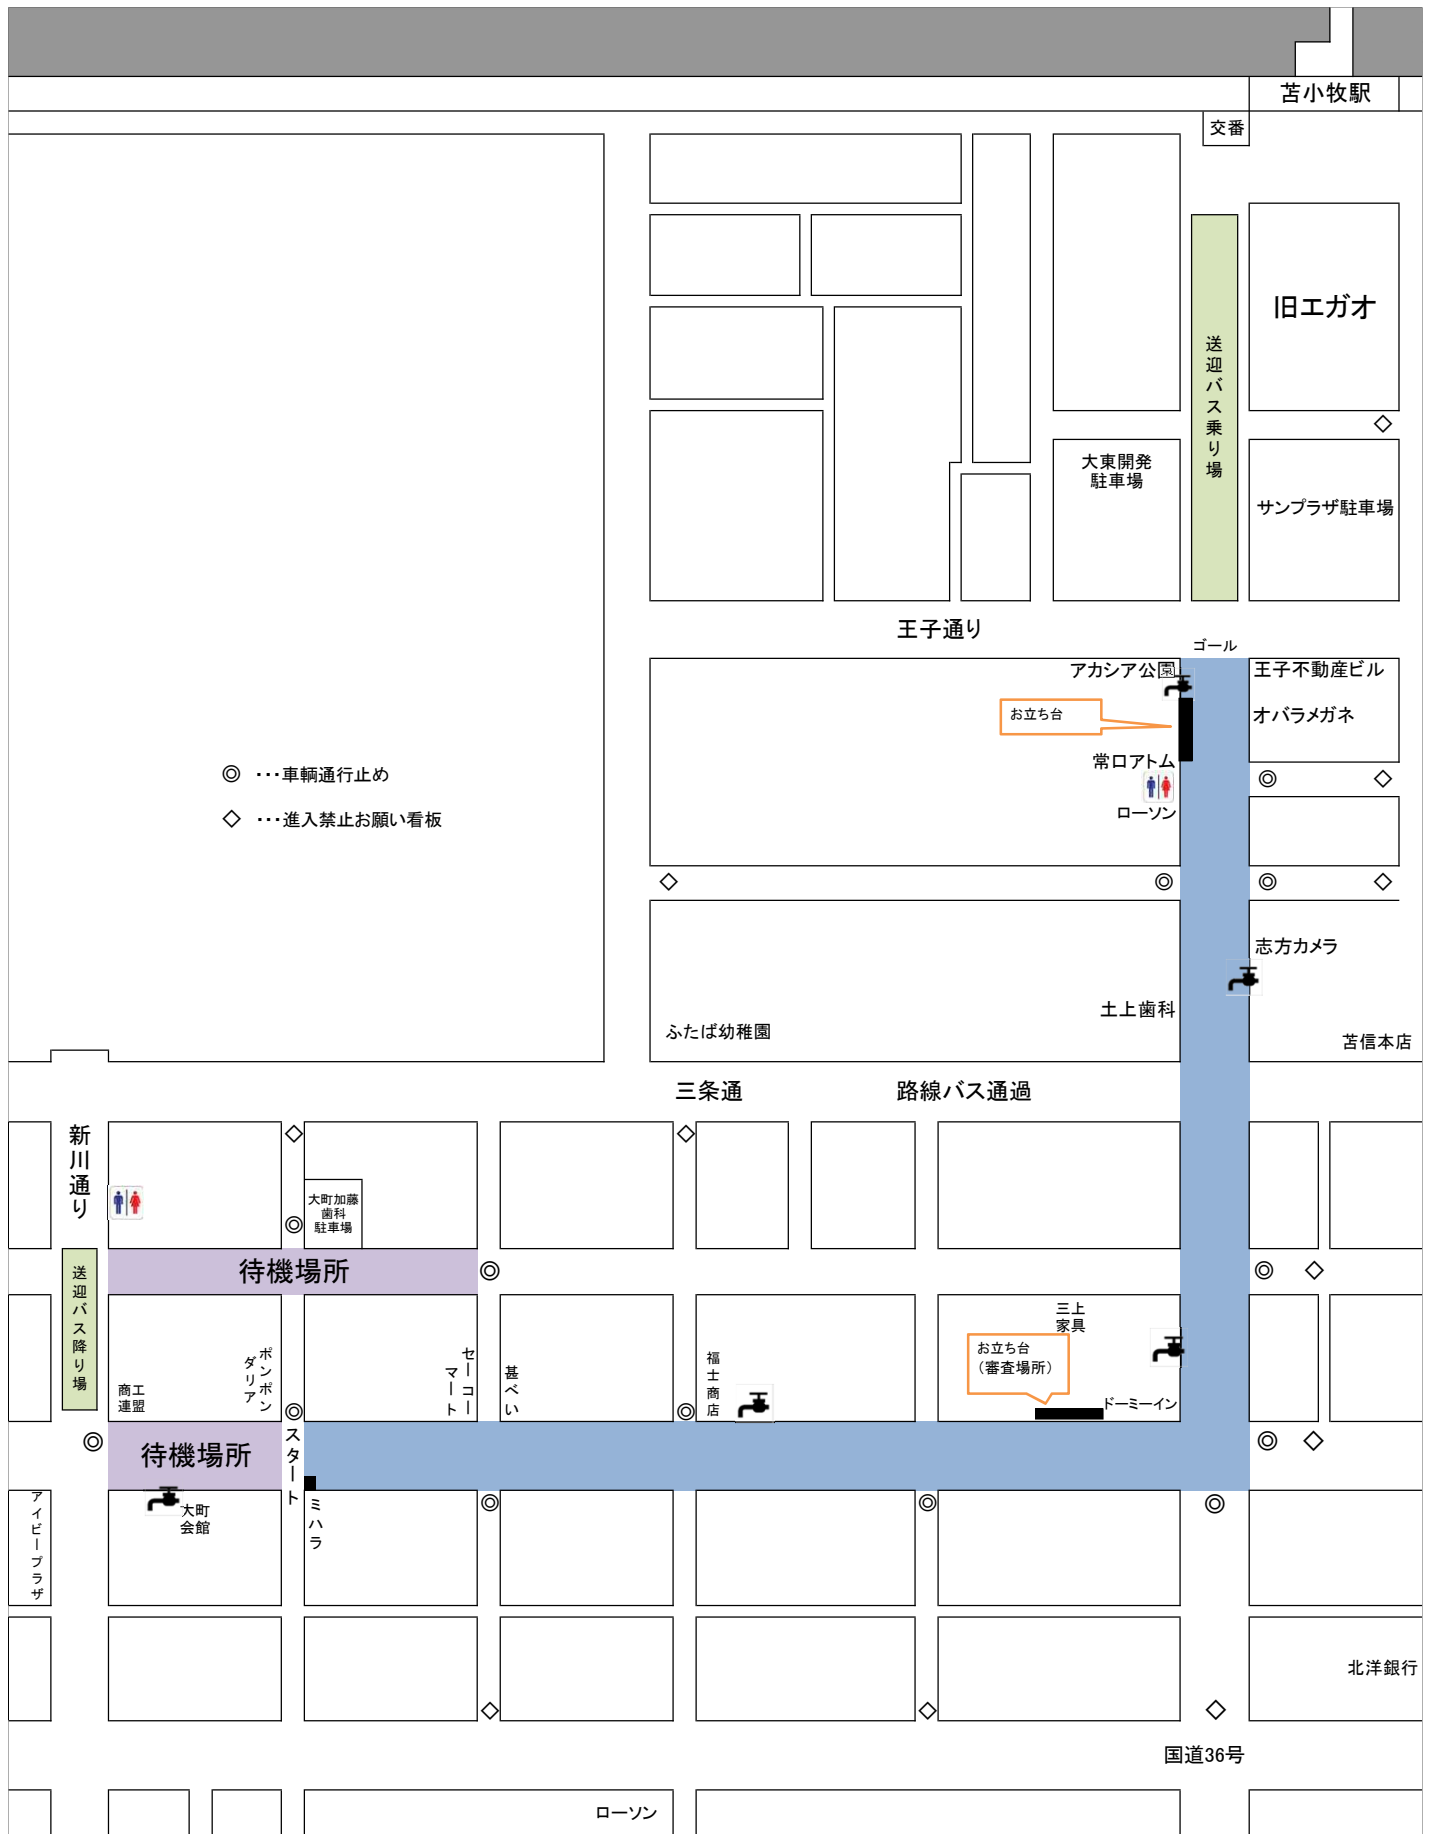 苫小牧駅
交番
旧エガオ
送迎バス乗り場
大東開発
駐車場
サンプラザ駐車場
王子通り
ゴール
アカシア公園
王子不動産ビル
お立ち台
オバラメガネ
常口アトム
ローソン
◎ ・・・車輌通行止め
◇ ・・・進入禁止お願い看板
志方カメラ
土上歯科
ふたば幼稚園
苫信本店
三条通
路線バス通過
新川通り
大町加藤
歯科
駐車場
待機場所
送迎バス降り場
三上
家具
お立ち台
（審査場所）
ドーミーイン
商工
連盟
ポンポン
ダリア
セーコー
マート
甚べい
福士商店
待機場所
スタート
ミハラ
大町
会館
アイビープラザ
北洋銀行
国道36号
ローソン